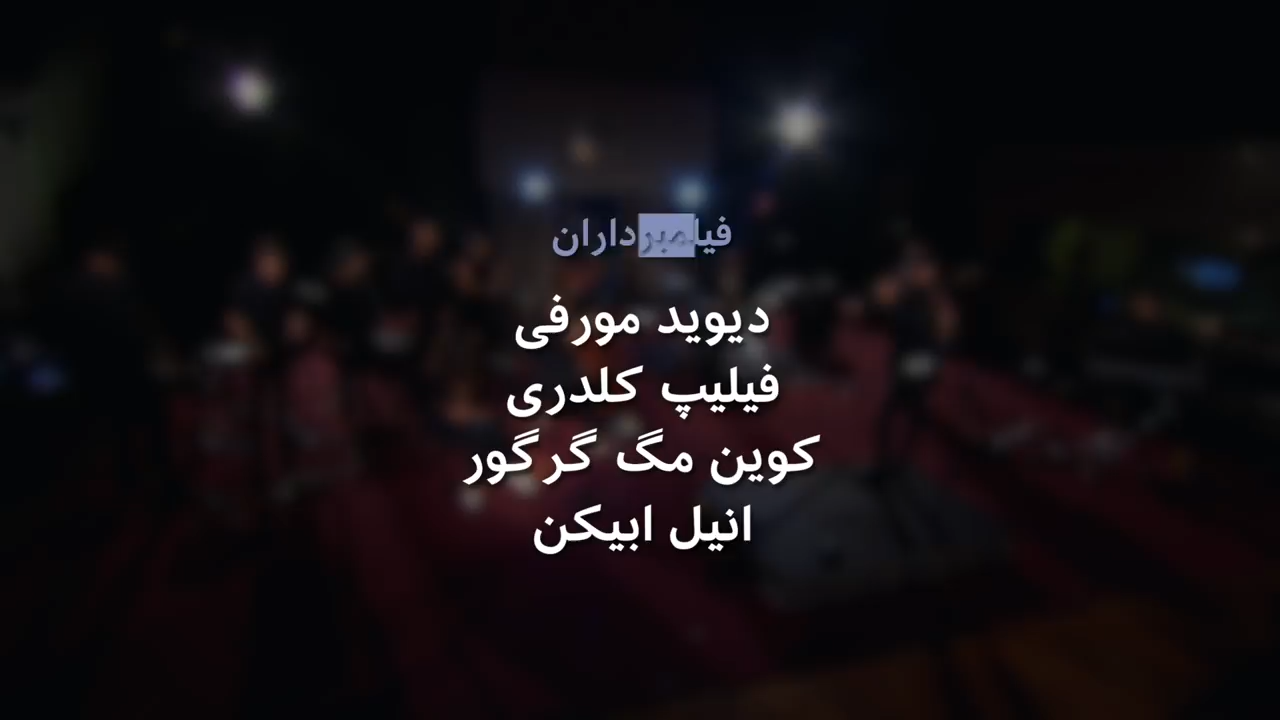 فیلمبرداران
دیوید مورفی
فیلیپ کلدری
کوین مگ گرگور
انیل ابیکن